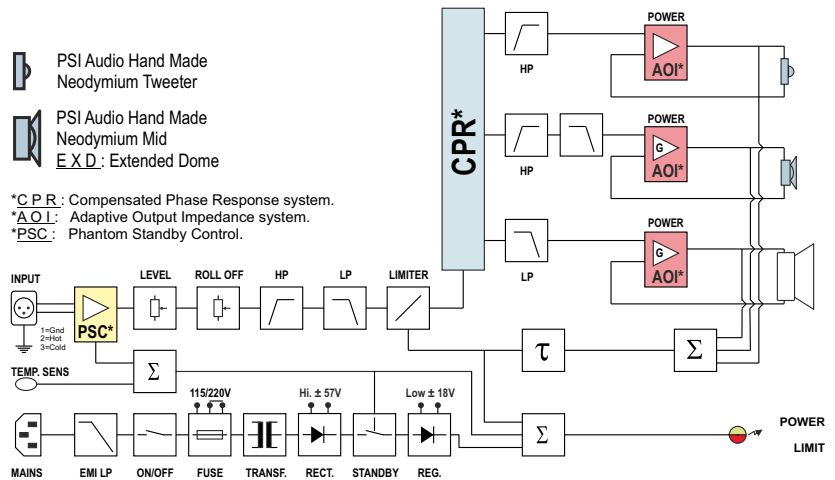 PSI Audio Hand Made
Neodymium Tweeter
PSI Audio Hand Made
Neodymium Mid
E X D : Extended Dome
*C P R : Compensated Phase Response system.
*A O I : Adaptive Output Impedance system.
*PSC : Phantom Standby Control.
CPR*
HP
POWER
AOI*
HP
POWER
G
AOI*
LP
POWER
G
AOI*
INPUT
1=Gnd
2=Hot
3=Cold
PSC*
LEVEL
ROLL OFF
HP
LP
LIMITER
τ
Σ
TEMP. SENS
Σ
115/220V
Hi. ± 57V
Low ± 18V
Σ
POWER
LIMIT
MAINS
EMI LP
ON/OFF
FUSE
TRANSF.
RECT.
STANDBY
REG.